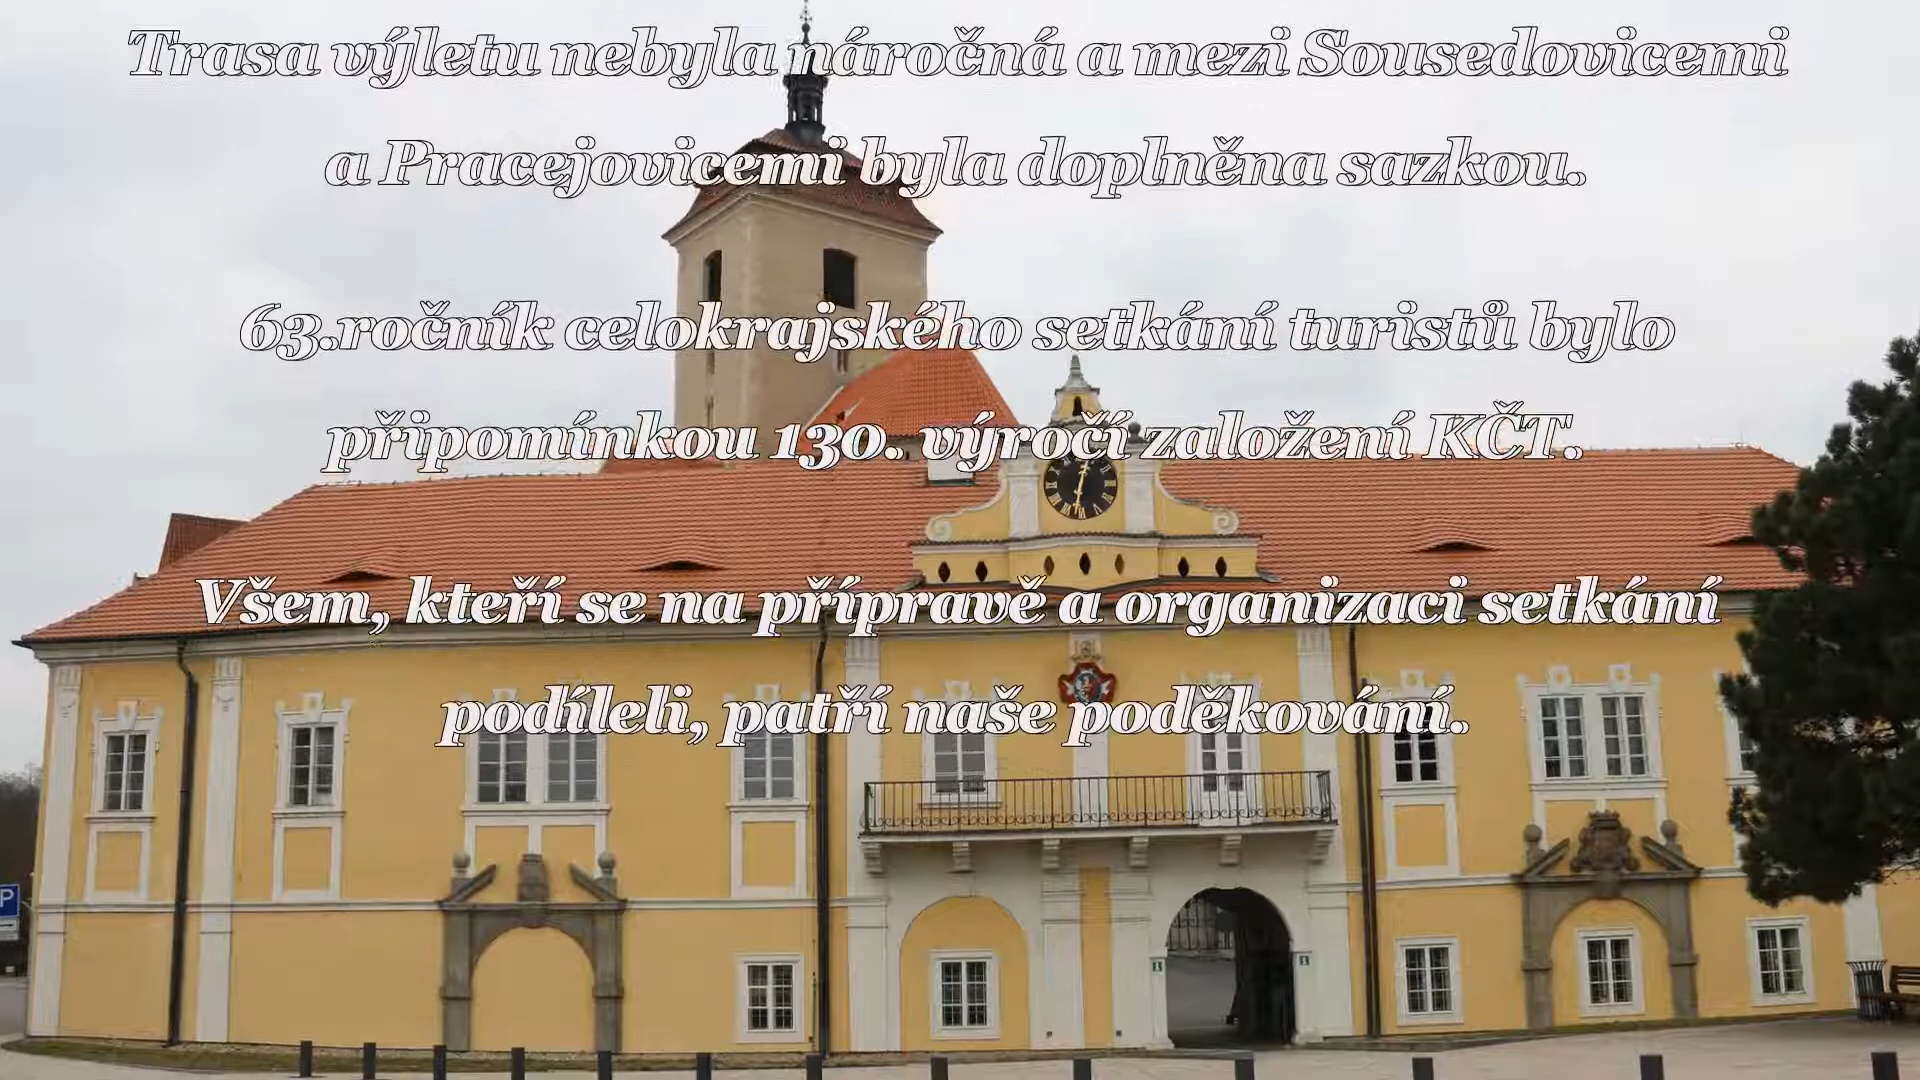 Trasa výletu nebyla náročná a mezi Sousedovicemi
a Pracejovicemi byla doplněna sazkou.
63.ročník celokrajského setkání turistů bylo
připomínkou 130. výročí založení KČT.
Všem, kteří se na přípravě a organizaci setkání
podíleli, patří naše poděkování.
P